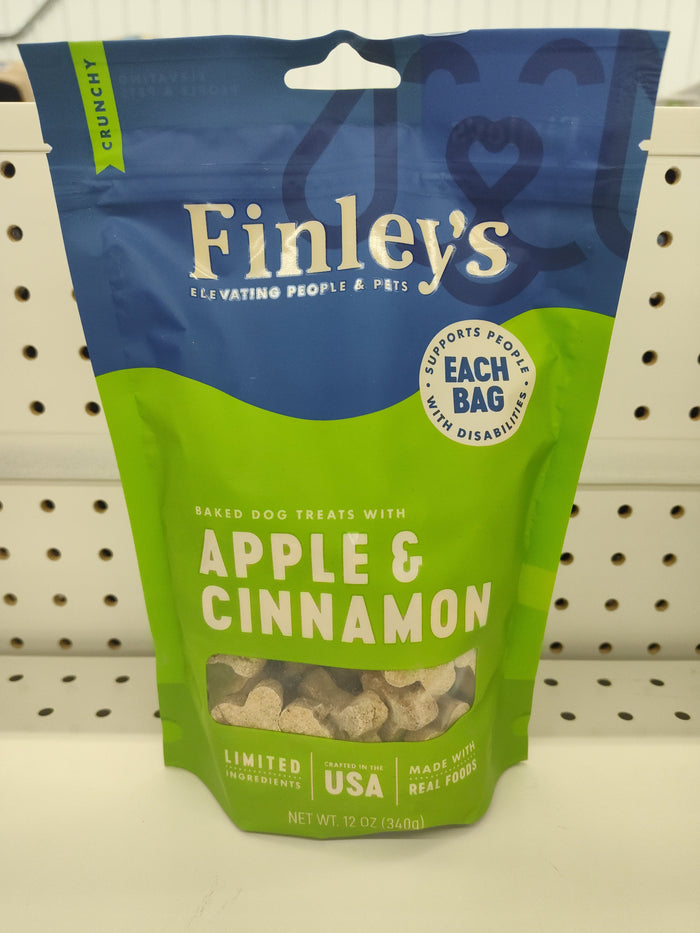 CRUNCHY
Finley's
ELEVATING PEOPLE & PETS
SUPPORTS PEOPLE
EACH
BAG
WITH DISABILITIES
BAKED DOG TREATS WITH
APPLE &
CINNAMON
LIMITED
INGREDIENTS
CRAFTED IN THE
USA
MADE WITH
REAL FOODS
NET WT. 12 OZ (340g)